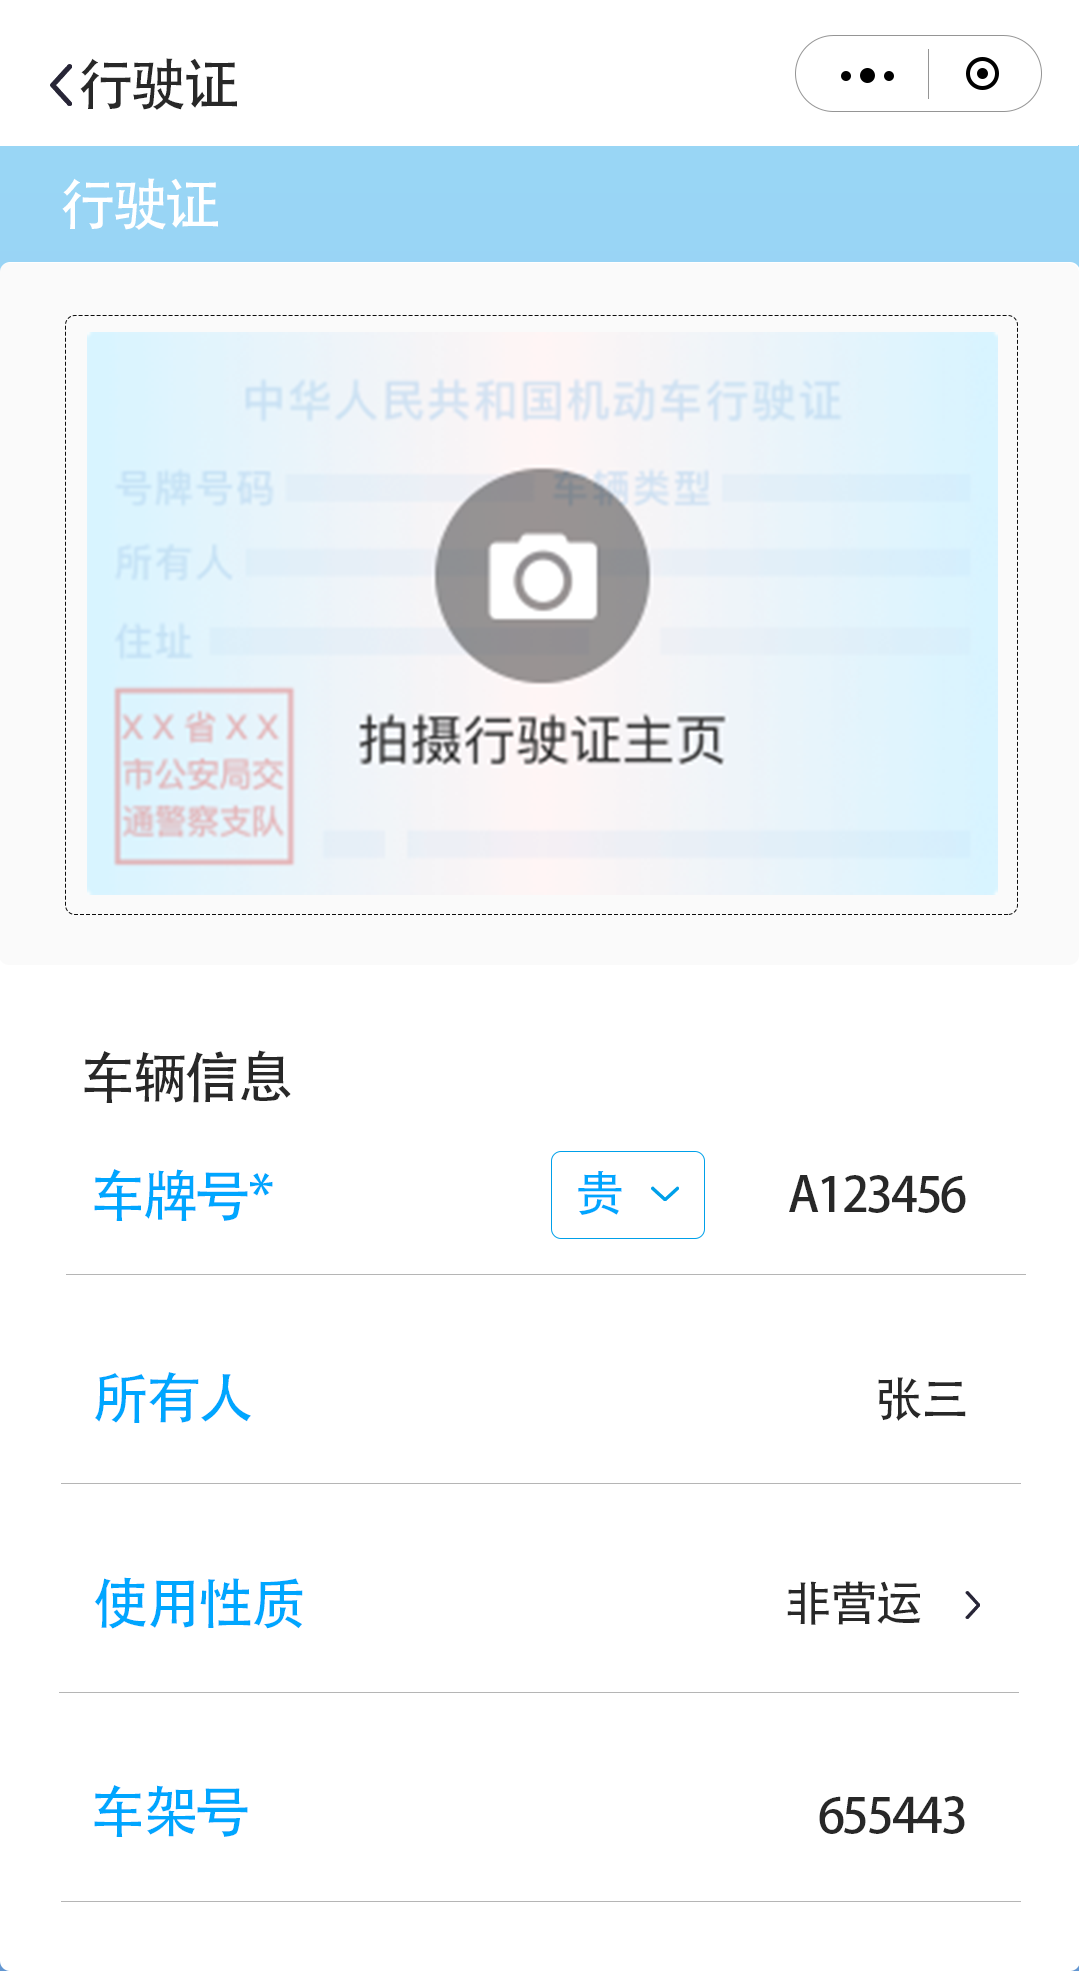 行驶证
行驶证
中华人民共和国机动车行驶证
号牌号码 车辆类型
所有人
住址
XX省XX
市公安局交
通警察支队
拍摄行驶证主页
车辆信息
车牌号* 贵 A123456
所有人 张三
使用性质 非营运
车架号 655443